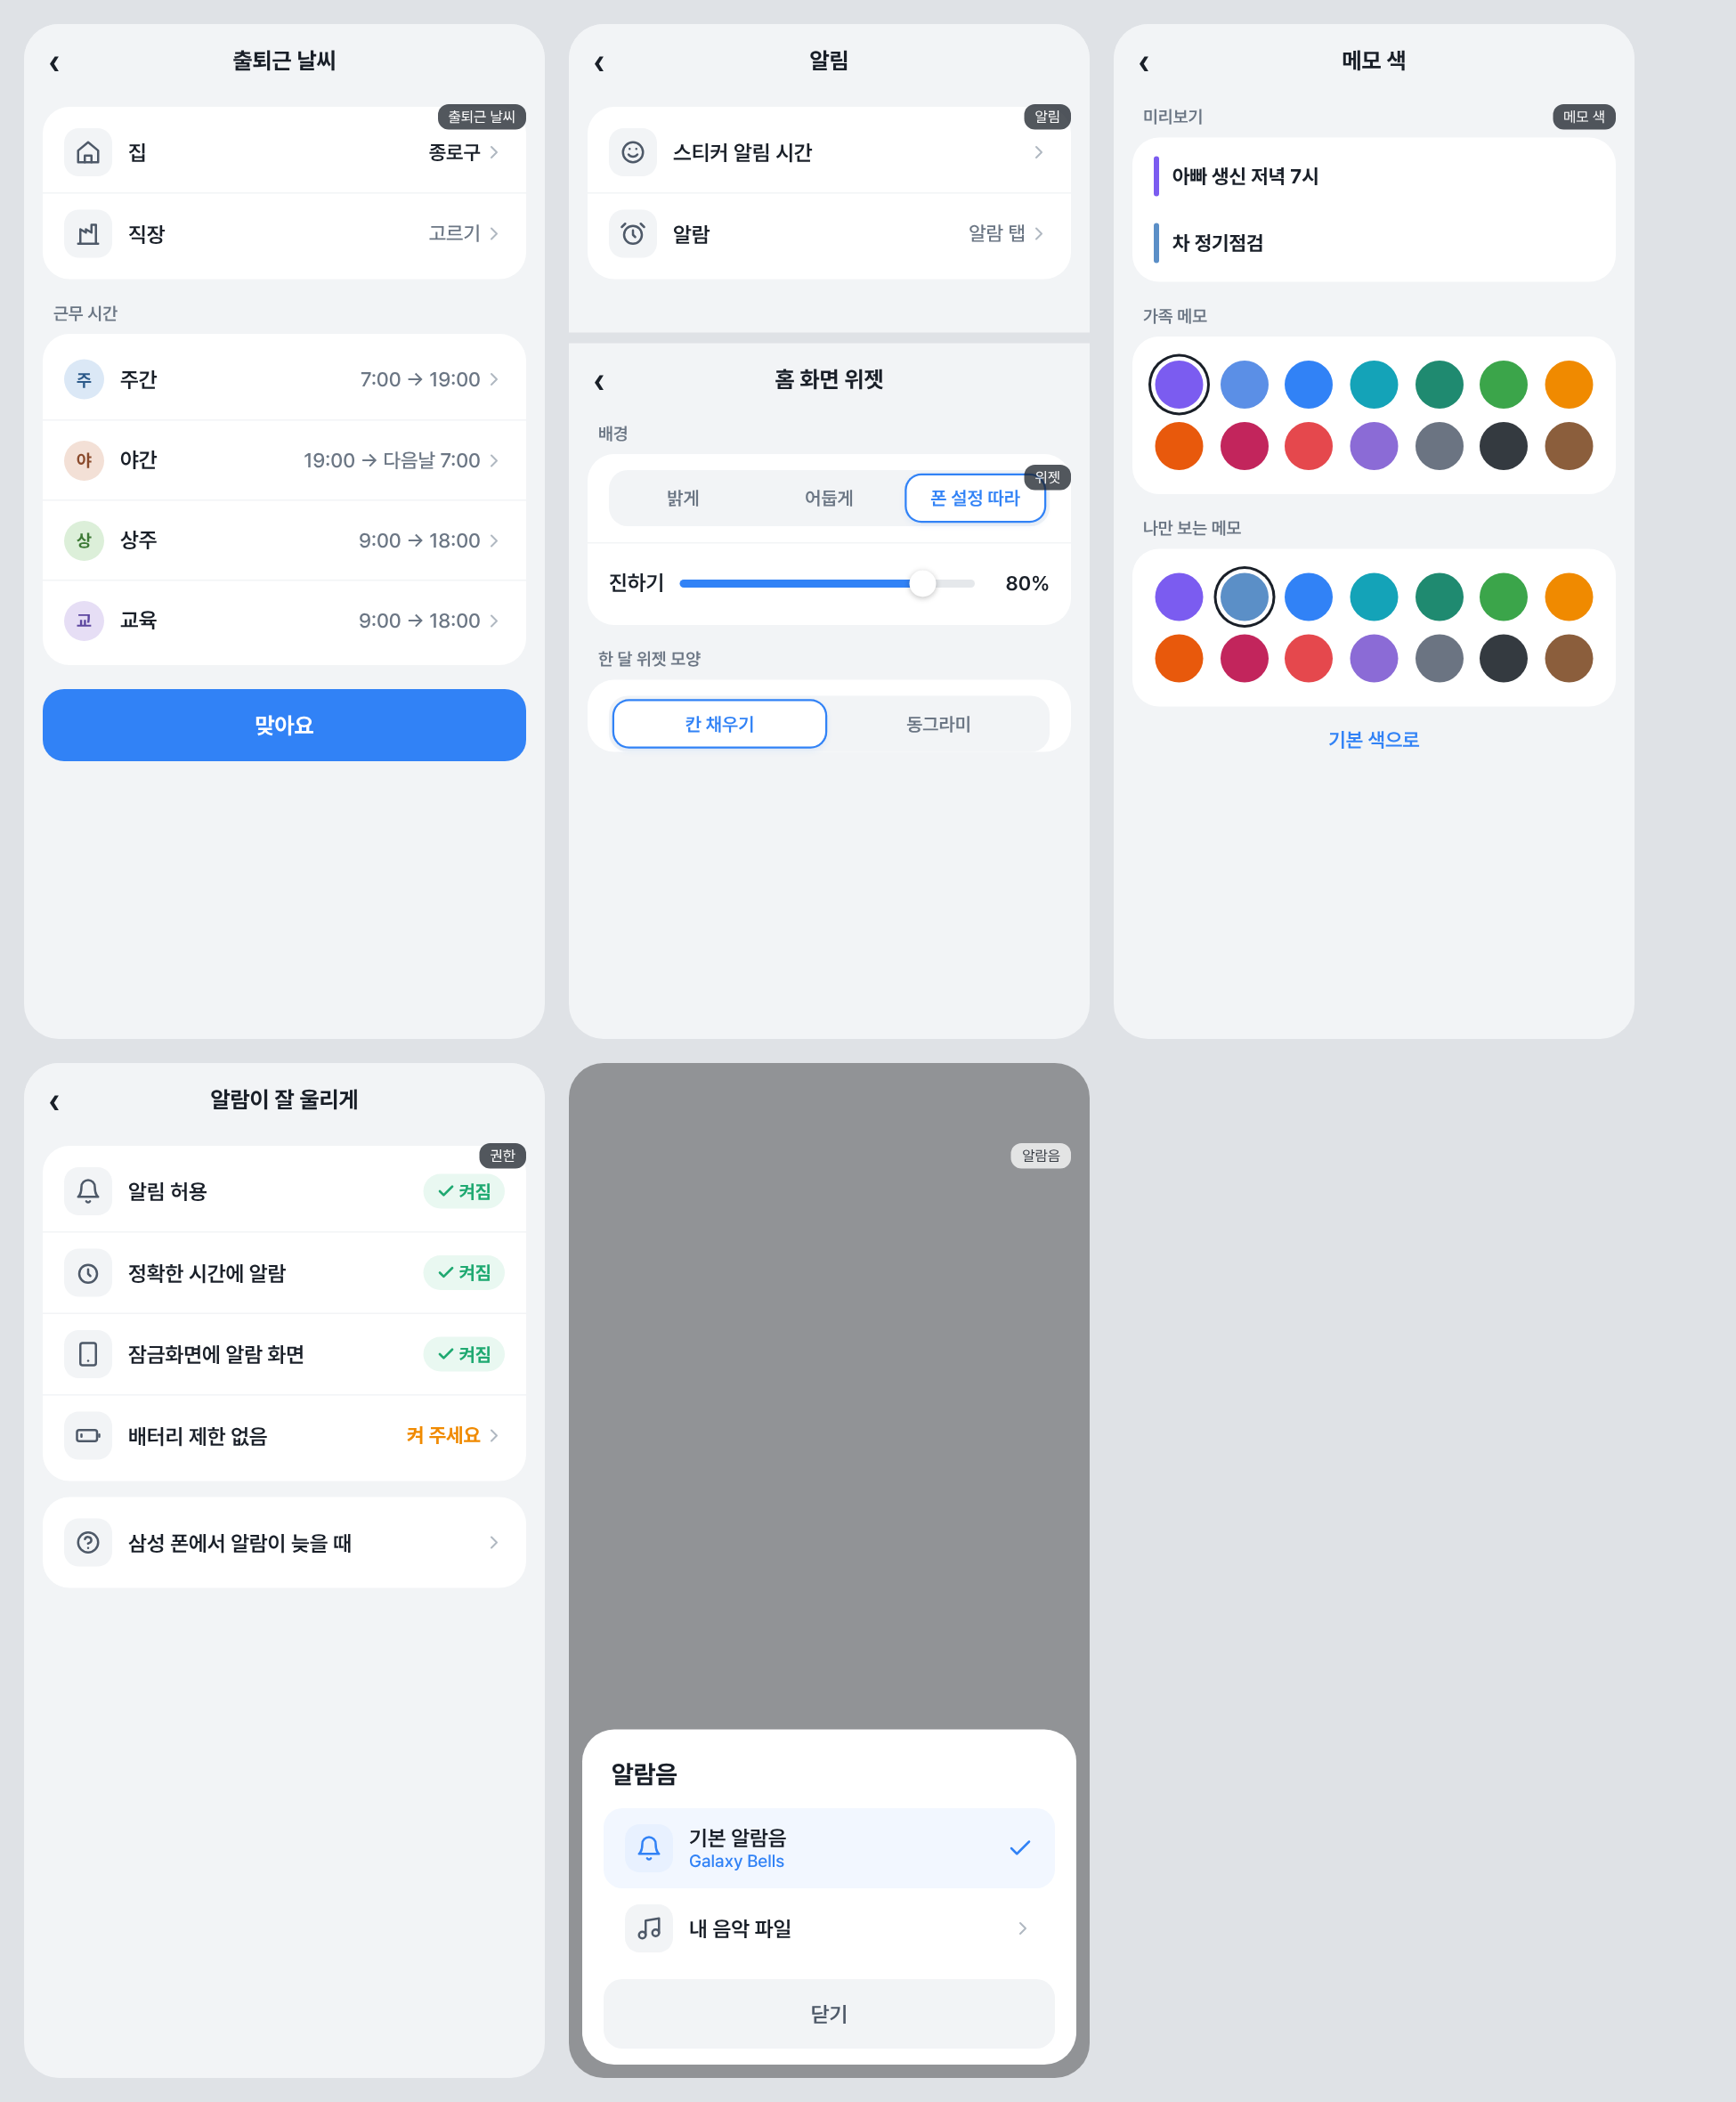 출퇴근 날씨
출퇴근 날씨
집
종로구
직장
고르기
근무 시간
주 주간
7:00 → 19:00
야 야간
19:00 → 다음날 7:00
상 상주
9:00 → 18:00
교 교육
9:00 → 18:00
맞아요
알림
알림
스티커 알림 시간
알람
알람 탭
홈 화면 위젯
배경
위젯
밝게
어둡게
폰 설정 따라
진하기
80%
한 달 위젯 모양
칸 채우기
동그라미
메모 색
미리보기
메모 색
아빠 생신 저녁 7시
차 정기점검
가족 메모
나만 보는 메모
기본 색으로
알람이 잘 울리게
권한
알림 허용
켜짐
정확한 시간에 알람
켜짐
잠금화면에 알람 화면
켜짐
배터리 제한 없음
켜 주세요
삼성 폰에서 알람이 늦을 때
알람음
알람음
기본 알람음
Galaxy Bells
내 음악 파일
닫기